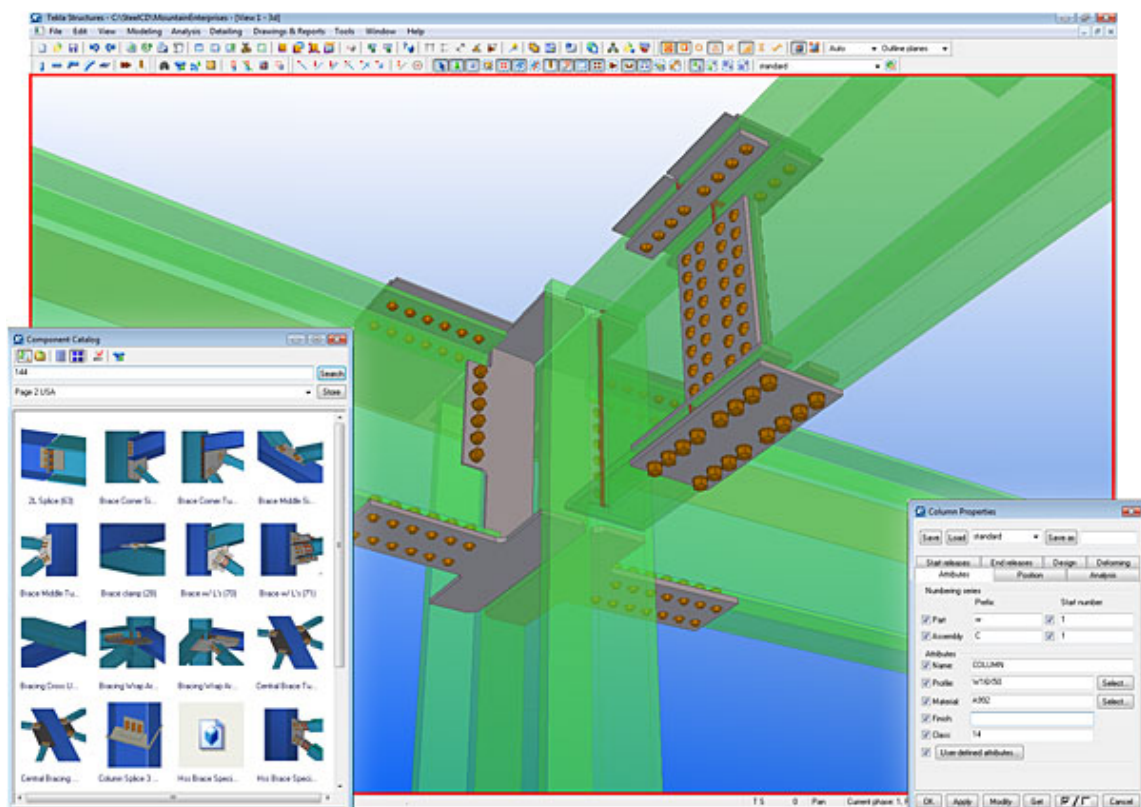 Tekla Structures - C:\SteelCD\MountainEnterprises - [View 1 - 3d]
File Edit View Modeling Analysis Detailing Drawings & Reports Tools Window Help
Auto Outline planes
standard
Component Catalog
144 Search
Page 2 USA Store
2L Splice (63) Brace Corner Si... Brace Corner Tu... Brace Middle Si...
Brace Middle Tu... Brace clamp (28) Brace w/ L's (70) Brace w/ L's (71)
Bracing Cross U... Bracing Wrap Ar... Bracing Wrap Ar... Central Brace Tu...
Central Bracing ... Column Splice 3 ... Hss Brace Speci... Hss Brace Speci...
Column Properties
Save Load standard Save as
Start releases End releases Design Deforming
Attributes Position Analysis
Numbering series
Prefix Start number
Part w 1
Assembly C 1
Attributes
Name: COLUMN
Profile: Select...
Material: A992 Select...
Finish:
Class: 14
User-defined attributes...
OK Apply Modify Get Cancel
T S 0 Pan Current phase: 1,